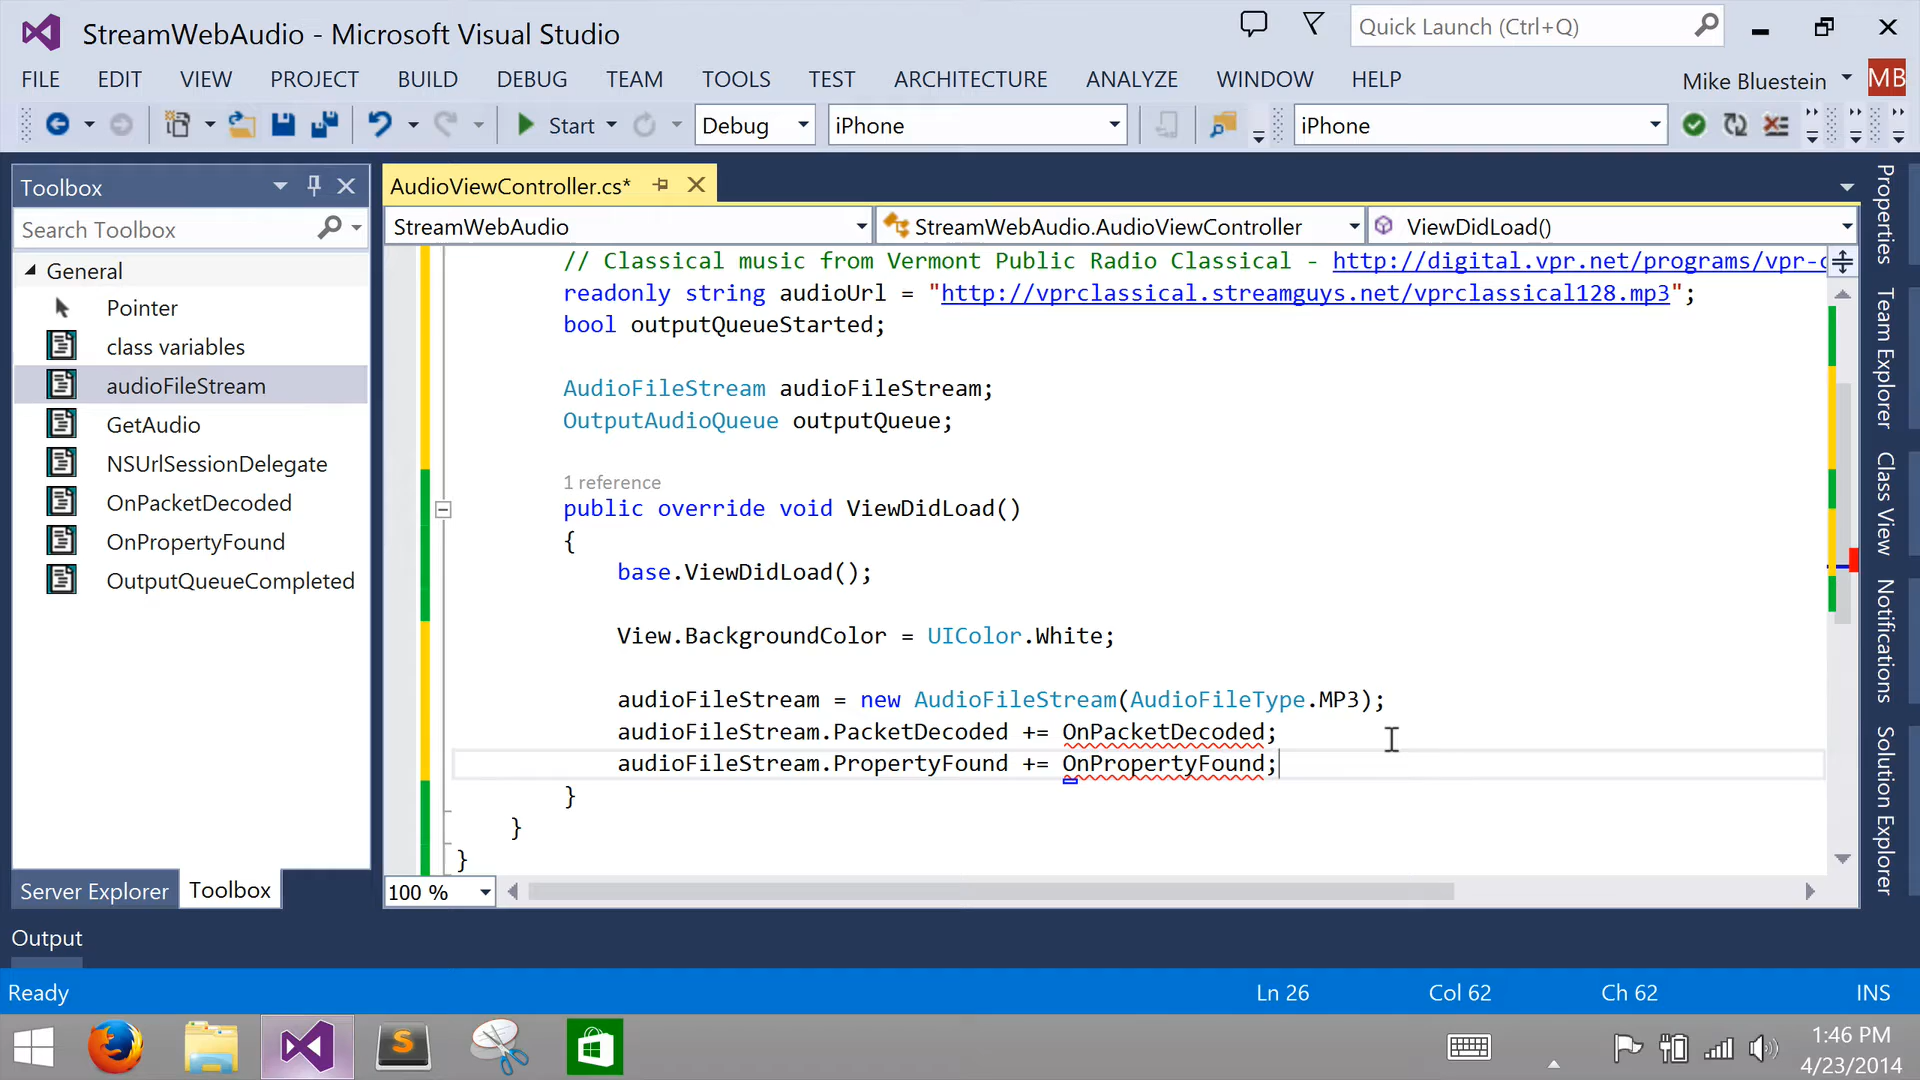 StreamWebAudio - Microsoft Visual Studio
Quick Launch (Ctrl+Q)
FILE EDIT VIEW PROJECT BUILD DEBUG TEAM TOOLS TEST ARCHITECTURE ANALYZE WINDOW HELP
Mike Bluestein MB
Start Debug iPhone iPhone
Toolbox
Search Toolbox
General
Pointer
class variables
audioFileStream
GetAudio
NSUrlSessionDelegate
OnPacketDecoded
OnPropertyFound
OutputQueueCompleted
Server Explorer Toolbox
AudioViewController.cs*
StreamWebAudio StreamWebAudio.AudioViewController ViewDidLoad()
// Classical music from Vermont Public Radio Classical - http://digital.vpr.net/programs/vpr-c
readonly string audioUrl = "http://vprclassical.streamguys.net/vprclassical128.mp3";
bool outputQueueStarted;
AudioFileStream audioFileStream;
OutputAudioQueue outputQueue;
1 reference
public override void ViewDidLoad()
{
base.ViewDidLoad();
View.BackgroundColor = UIColor.White;
audioFileStream = new AudioFileStream(AudioFileType.MP3);
audioFileStream.PacketDecoded += OnPacketDecoded;
audioFileStream.PropertyFound += OnPropertyFound;
}
}
}
100 %
Properties
Team Explorer
Class View
Notifications
Solution Explorer
Output
Ready Ln 26 Col 62 Ch 62 INS
S
1:46 PM
4/23/2014